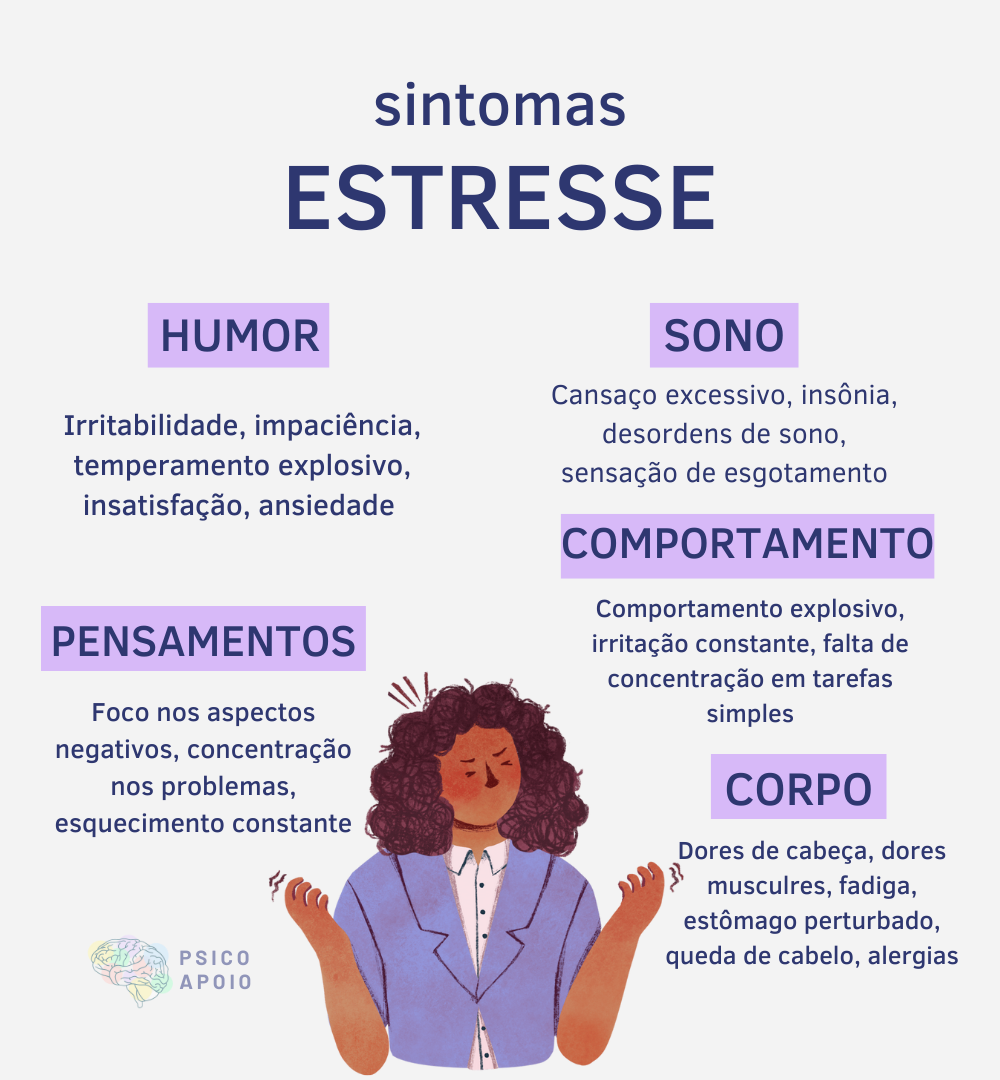 sintomas
ESTRESSE
HUMOR
Irritabilidade, impaciência,
temperamento explosivo,
insatisfação, ansiedade
SONO
Cansaço excessivo, insônia,
desordens de sono,
sensação de esgotamento
COMPORTAMENTO
Comportamento explosivo,
irritação constante, falta de
concentração em tarefas
simples
PENSAMENTOS
Foco nos aspectos
negativos, concentração
nos problemas,
esquecimento constante
CORPO
Dores de cabeça, dores
musculres, fadiga,
estômago perturbado,
queda de cabelo, alergias
PSICO
APOIO